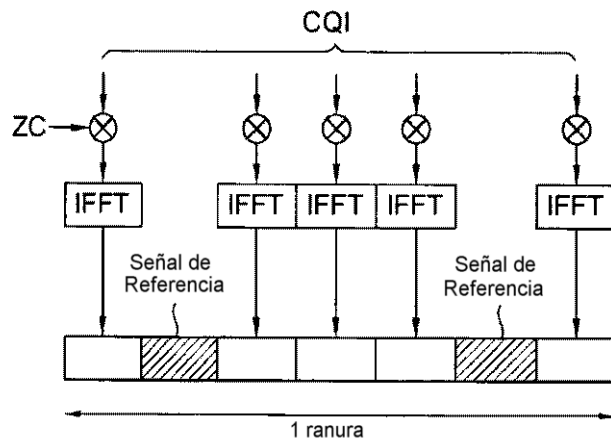 CQI
ZC
IFFT IFFT IFFT IFFT IFFT
Señal de
Referencia
Señal de
Referencia
1 ranura